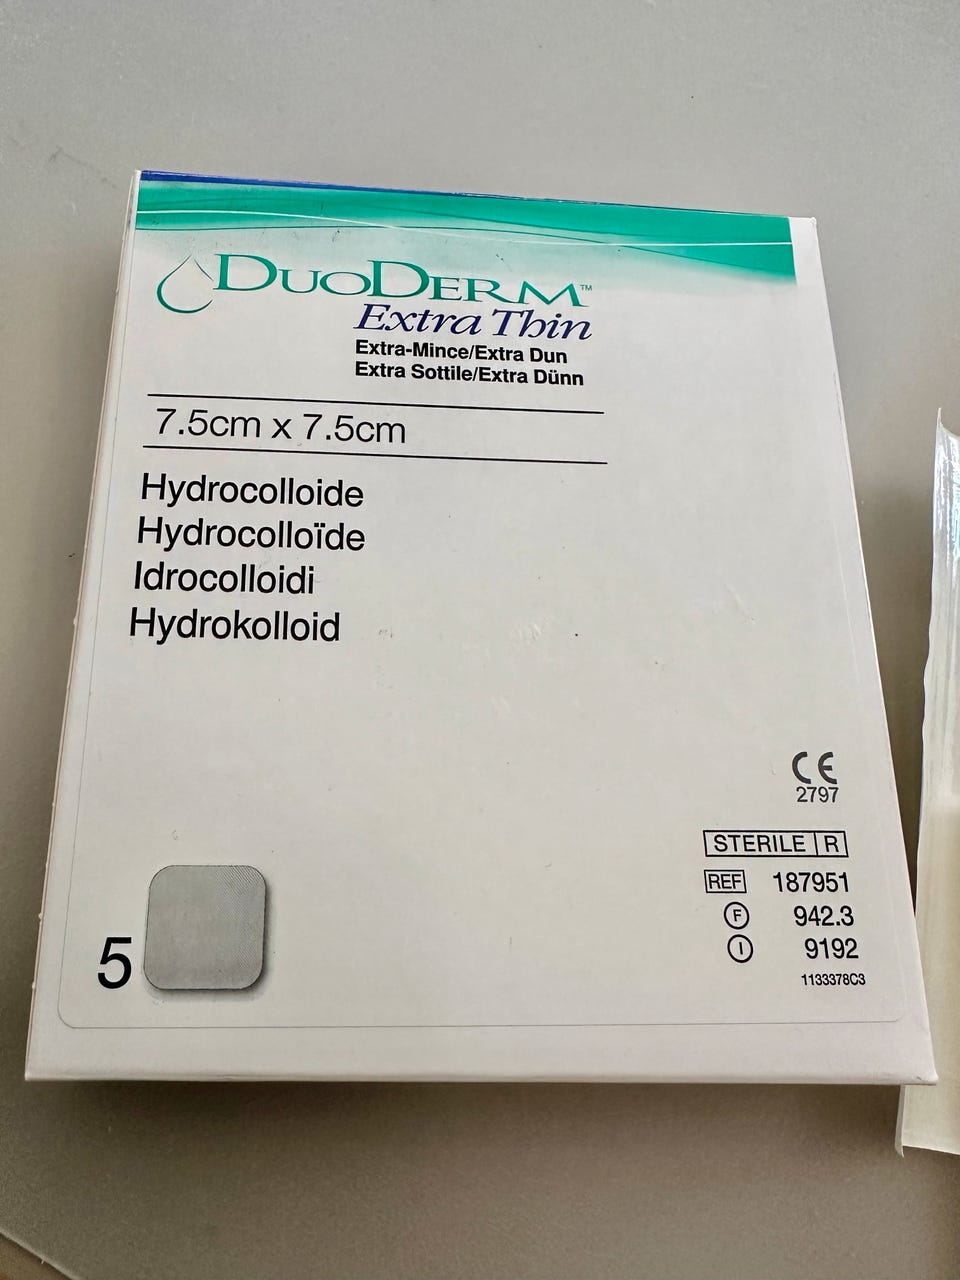 DUODERM™
Extra Thin
Extra-Mince/Extra Dun
Extra Sottile/Extra Dünn
7.5cm x 7.5cm
Hydrocolloide
Hydrocolloïde
Idrocolloidi
Hydrokolloid
CE
2797
STERILE R
REF 187951
F 942.3
I 9192
1133378C3
5